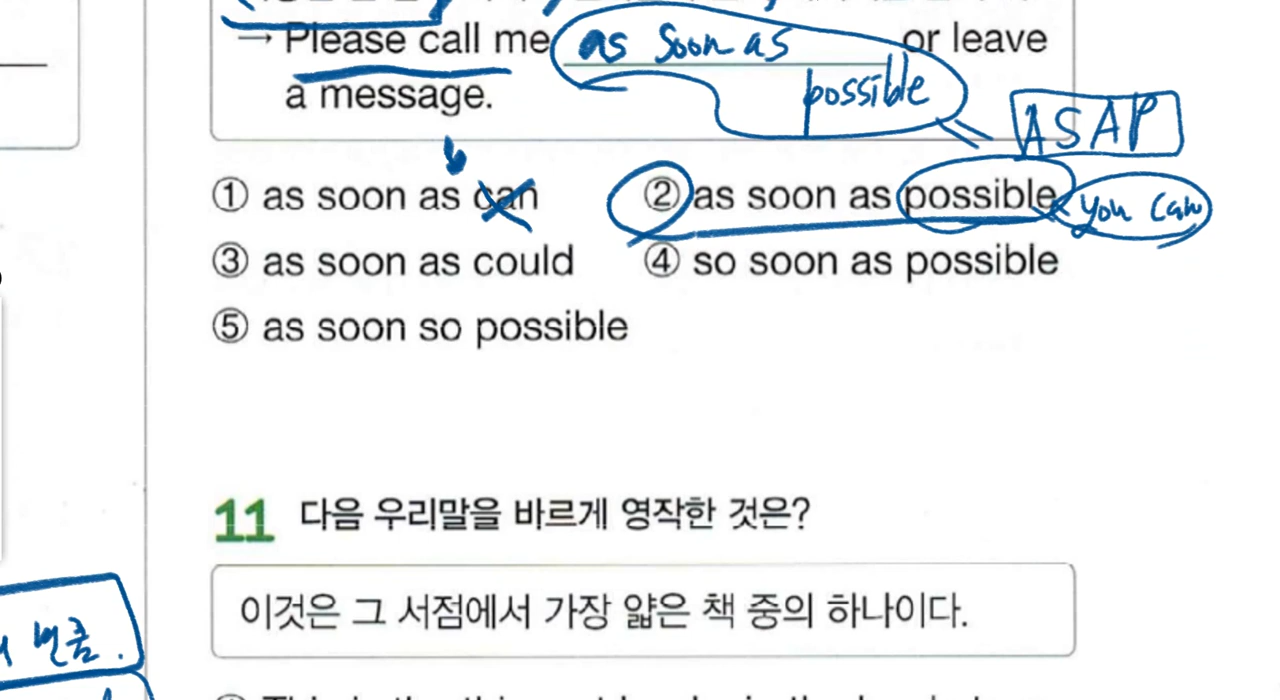 → Please call me as soon as or leave
possible
a message.
ASAP
① as soon as can ② as soon as possible you can
③ as soon as could ④ so soon as possible
⑤ as soon so possible
11 다음 우리말을 바르게 영작한 것은?
이것은 그 서점에서 가장 얇은 책 중의 하나이다.